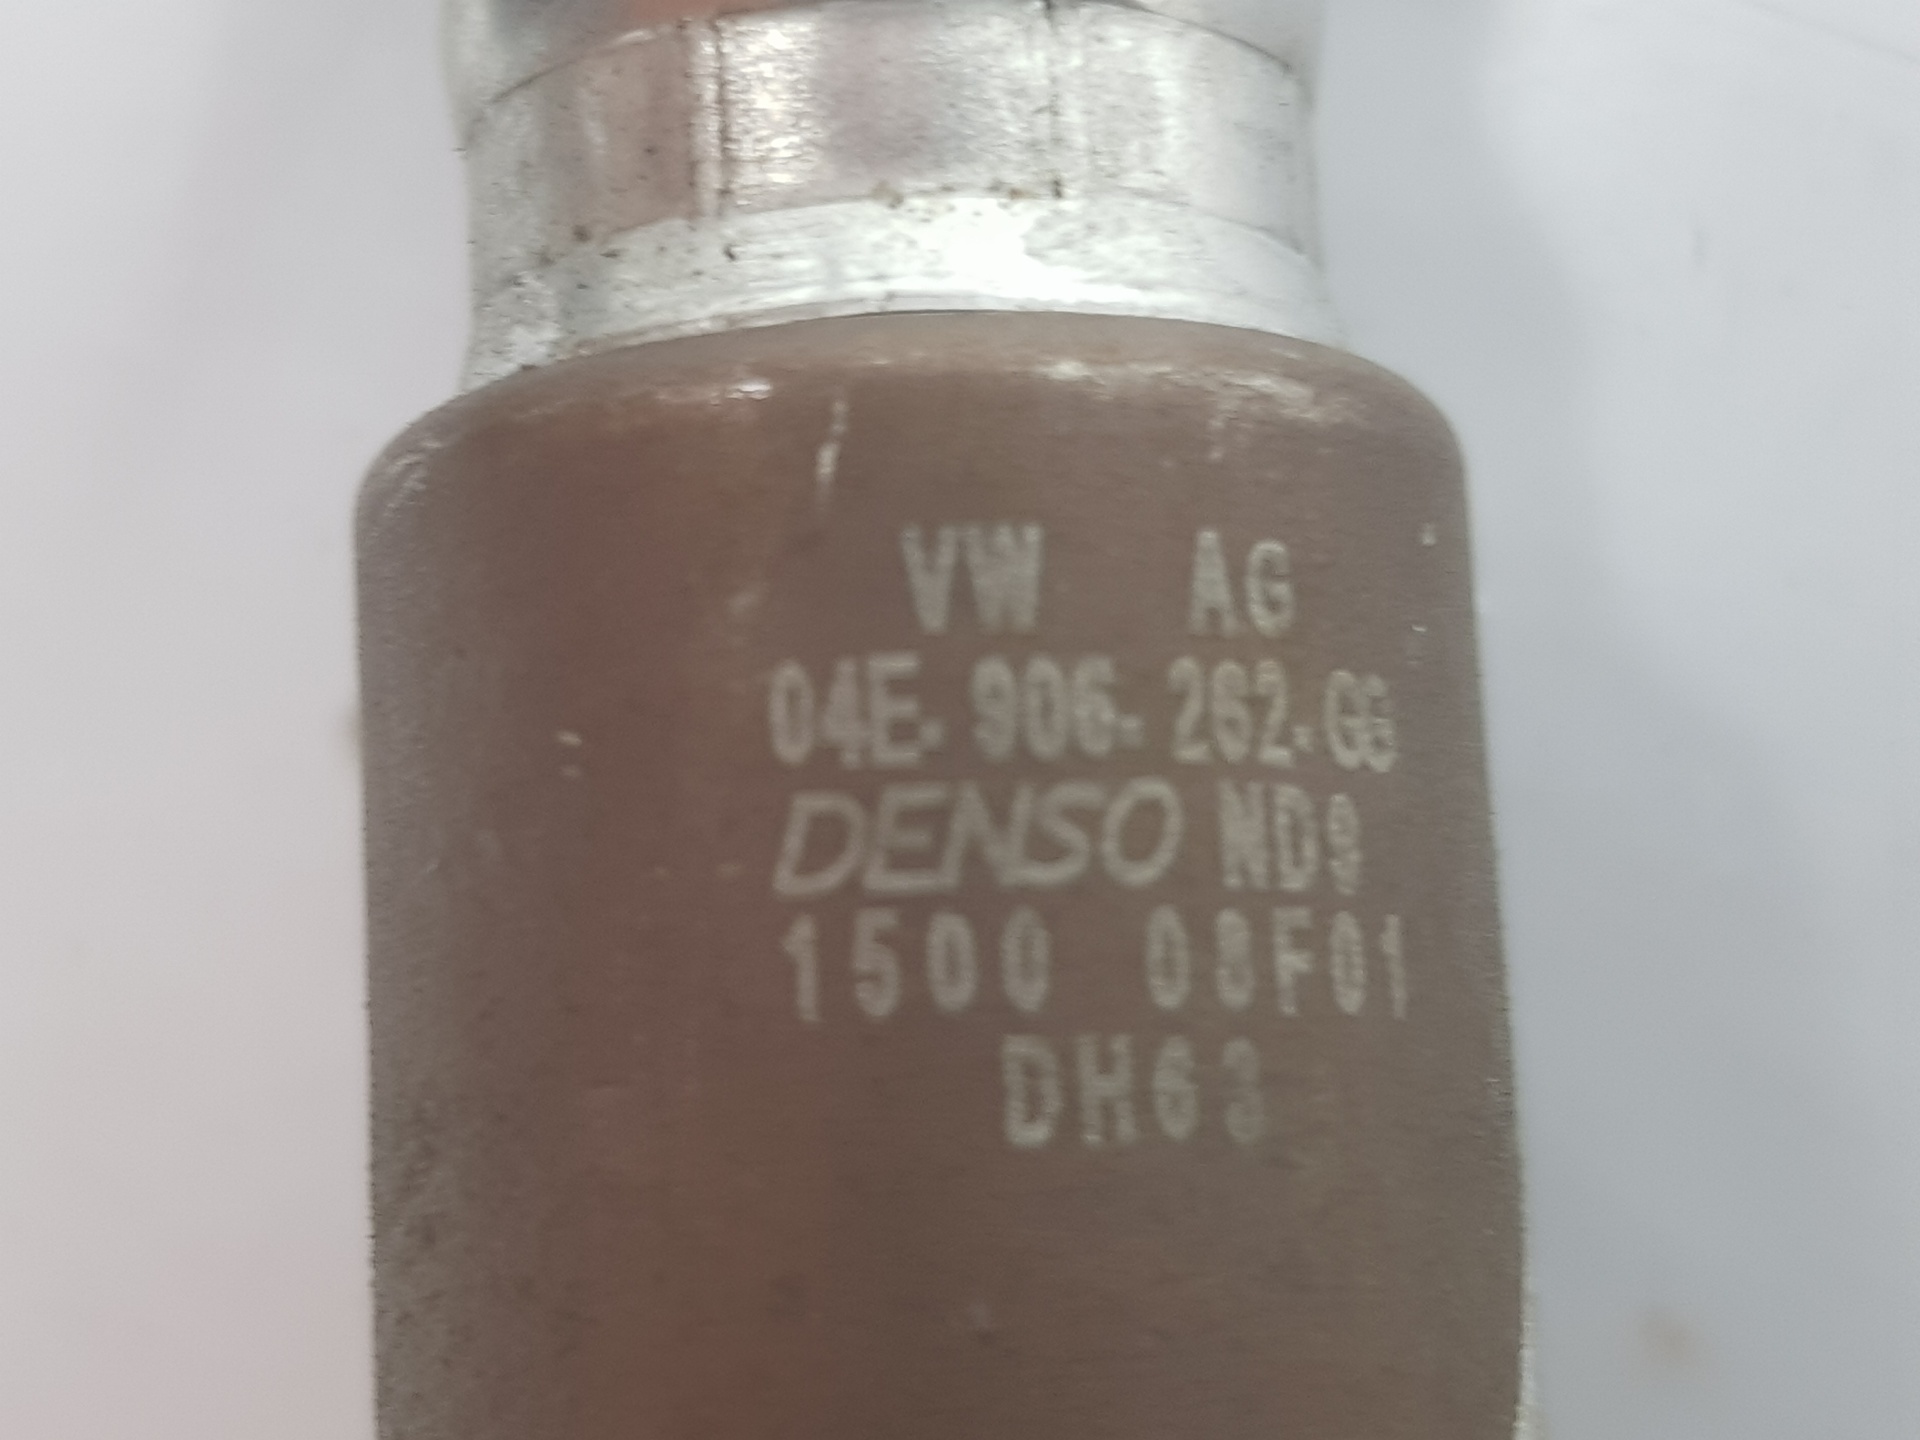 VW AG
04E.906.262.GG
DENSO ND9
1500 08F01
DH63